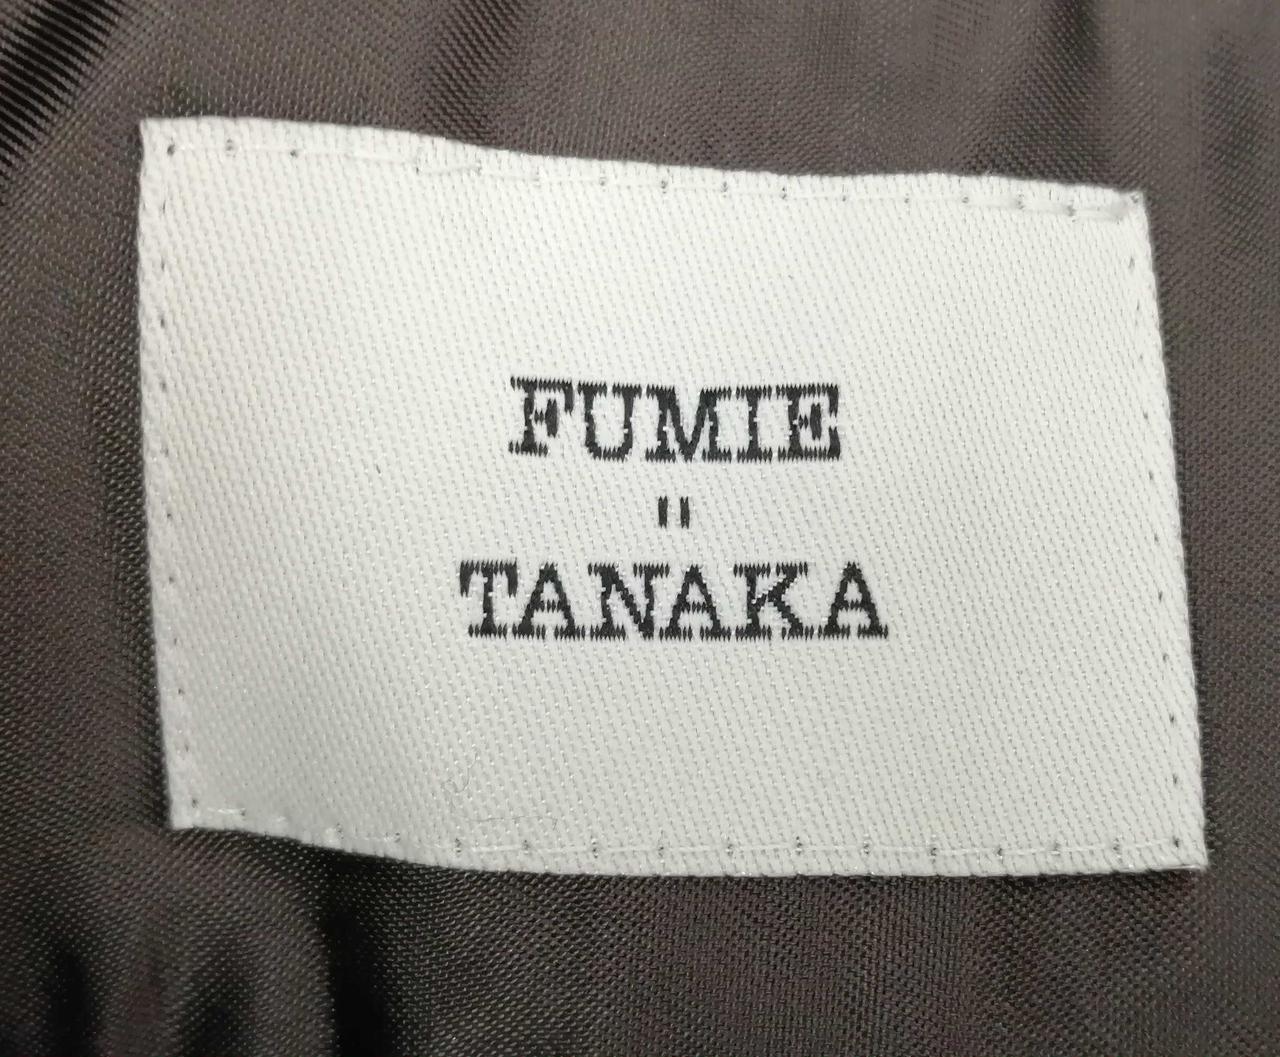 FUMIE
"
TANAKA